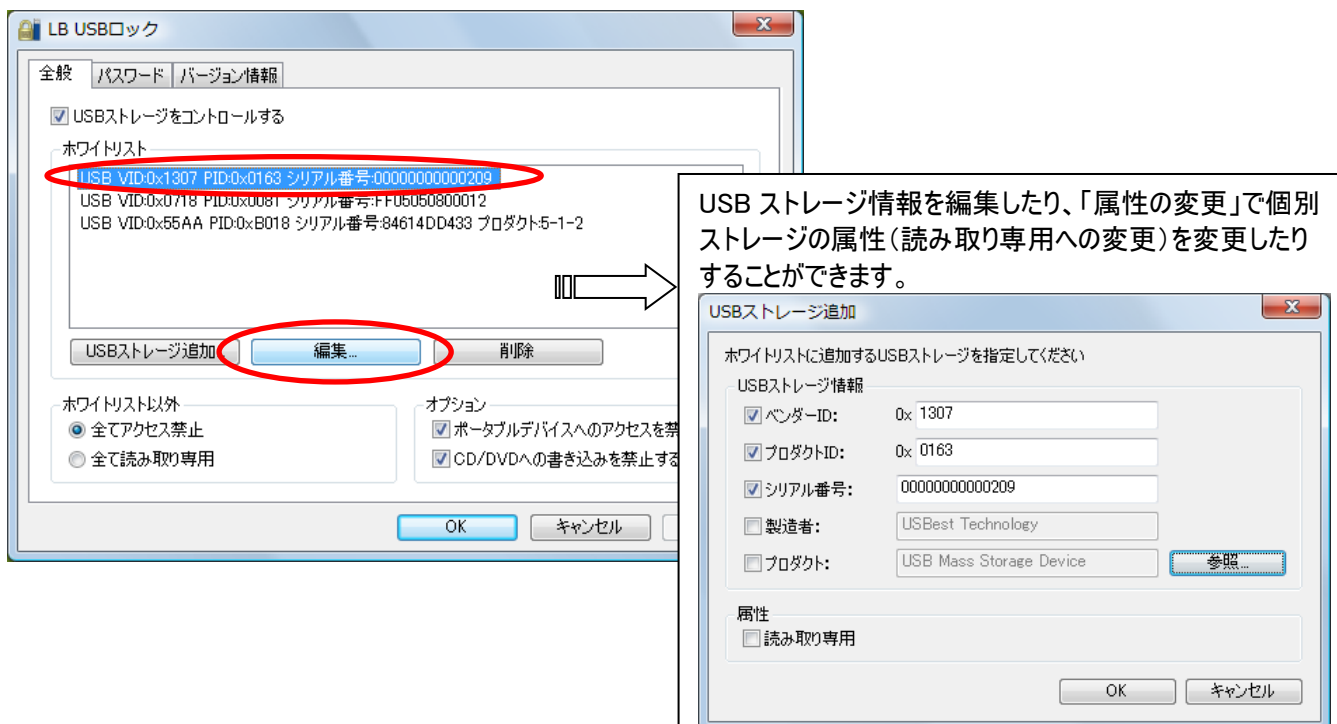 LB USBロック
全般 パスワード バージョン情報
USBストレージをコントロールする
ホワイトリスト
USB VID:0x1307 PID:0x0163 シリアル番号:00000000000209
USB VID:0x0718 PID:0x0081 シリアル番号:FF05050800012
USB VID:0x55AA PID:0xB018 シリアル番号:84614DD433 プロダクト:5-1-2
USBストレージ追加 編集... 削除
ホワイトリスト以外
全てアクセス禁止
全て読み取り専用
オプション
ポータブルデバイスへのアクセスを禁
CD/DVDへの書き込みを禁止する
OK キャンセル
USB ストレージ情報を編集したり、「属性の変更」で個別
ストレージの属性(読み取り専用への変更)を変更したり
することができます。
USBストレージ追加
ホワイトリストに追加するUSBストレージを指定してください
USBストレージ情報
ベンダーID: 0x 1307
プロダクトID: 0x 0163
シリアル番号: 00000000000209
製造者: USBest Technology
プロダクト: USB Mass Storage Device 参照...
属性
読み取り専用
OK キャンセル